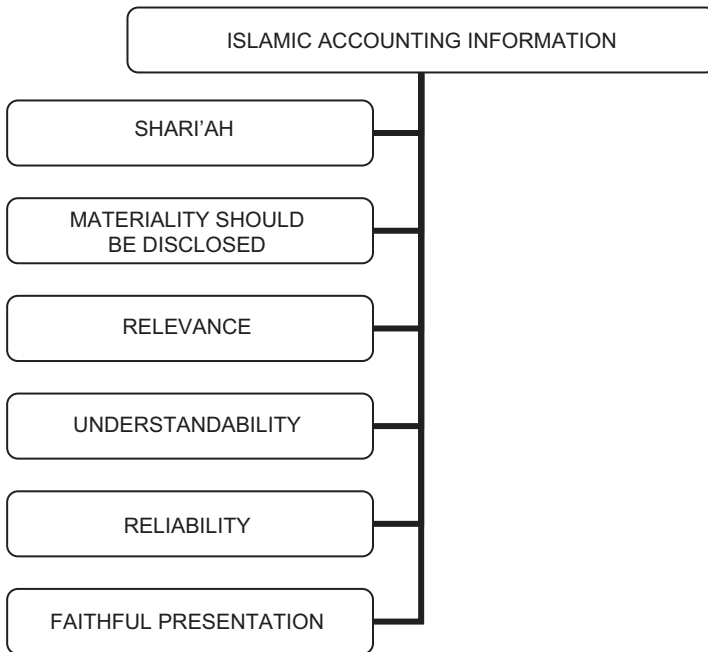 ISLAMIC ACCOUNTING INFORMATION
SHARI'AH
MATERIALITY SHOULD
BE DISCLOSED
RELEVANCE
UNDERSTANDABILITY
RELIABILITY
FAITHFUL PRESENTATION